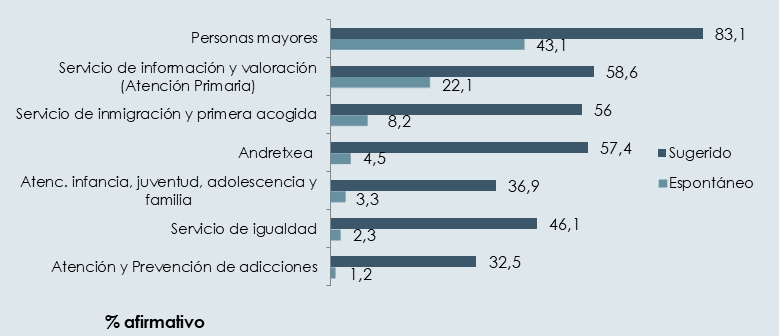 Personas mayores 83,1
43,1
Servicio de información y valoración 58,6
(Atención Primaria) 22,1
Servicio de inmigración y primera acogida 56
8,2
Andretxea 57,4
4,5
Sugerido
Espontáneo
Atenc. infancia, juventud, adolescencia y 36,9
familia 3,3
Servicio de igualdad 46,1
2,3
Atención y Prevención de adicciones 32,5
1,2
% afirmativo